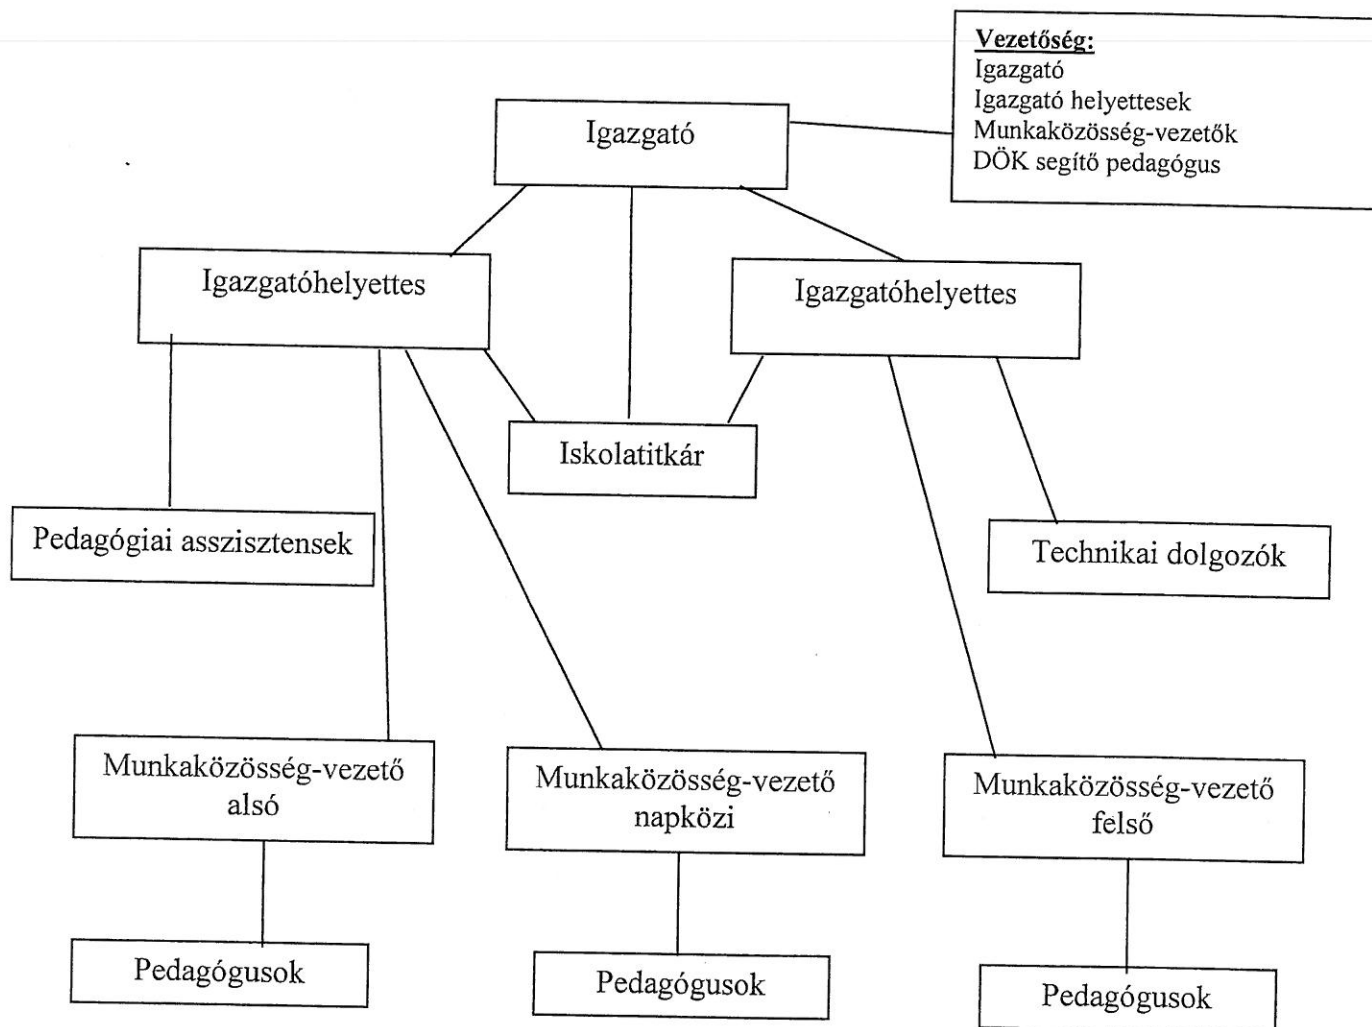 Vezetőség:
Igazgató
Igazgató helyettesek
Munkaközösség-vezetők
DÖK segítő pedagógus
Igazgató
Igazgatóhelyettes
Igazgatóhelyettes
Iskolatitkár
Pedagógiai asszisztensek
Technikai dolgozók
Munkaközösség-vezető
alsó
Munkaközösség-vezető
napközi
Munkaközösség-vezető
felső
Pedagógusok
Pedagógusok
Pedagógusok